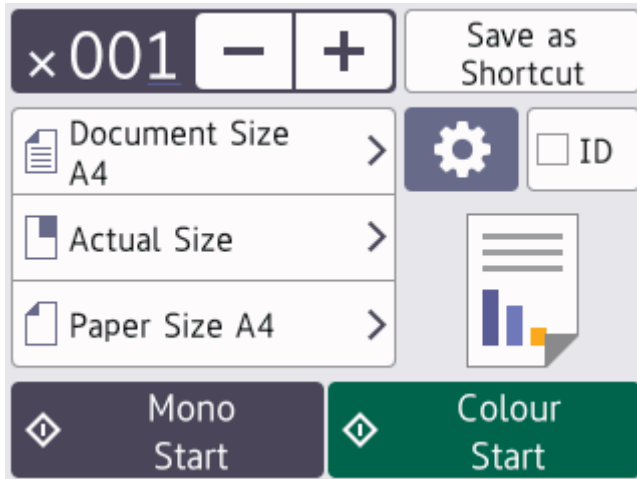 ×001 − +
Save as
Shortcut
Document Size
A4
ID
Actual Size
Paper Size A4
Mono
Start
Colour
Start